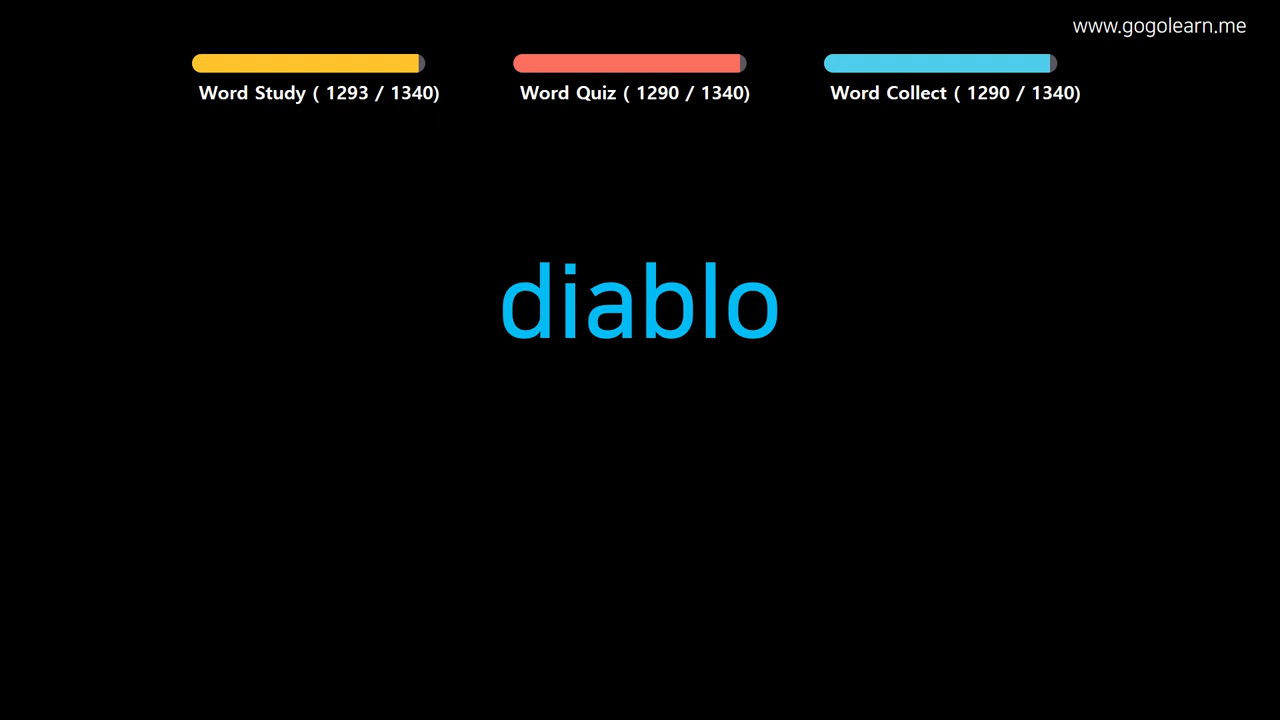 www.gogolearn.me
Word Study ( 1293 / 1340)
Word Quiz ( 1290 / 1340)
Word Collect ( 1290 / 1340)
diablo